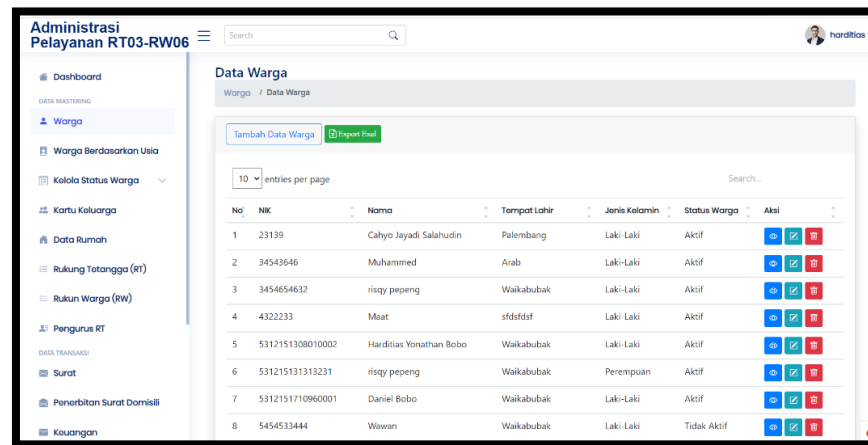 Administrasi
Pelayanan RT03-RW06
Search
harditias
Dashboard
DATA MASTERING
Warga
Warga Berdasarkan Usia
Kelola Status Warga
Kartu Keluarga
Data Rumah
Rukung Tetangga (RT)
Rukun Warga (RW)
Pengurus RT
DATA TRANSAKSI
Surat
Penerbitan Surat Domisili
Keuangan
Data Warga
Warga / Data Warga
Tambah Data Warga Export Exel
10 entries per page Search...
No NIK Nama Tempat Lahir Jenis Kelamin Status Warga Aksi
1 23139 Cahyo Jayadi Salahudin Palembang Laki-Laki Aktif
2 34543646 Muhammed Arab Laki-Laki Aktif
3 3454654632 risqy pepeng Waikabubak Laki-Laki Aktif
4 4322233 Maat sfdsfdsf Laki-Laki Aktif
5 5312151308010002 Harditias Yonathan Bobo Waikabubak Laki-Laki Aktif
6 531215131313231 risqy pepeng Waikabubak Perempuan Aktif
7 5312151710960001 Daniel Bobo Waikabubak Laki-Laki Aktif
8 5454533444 Wawan Waikabubak Laki-Laki Tidak Aktif